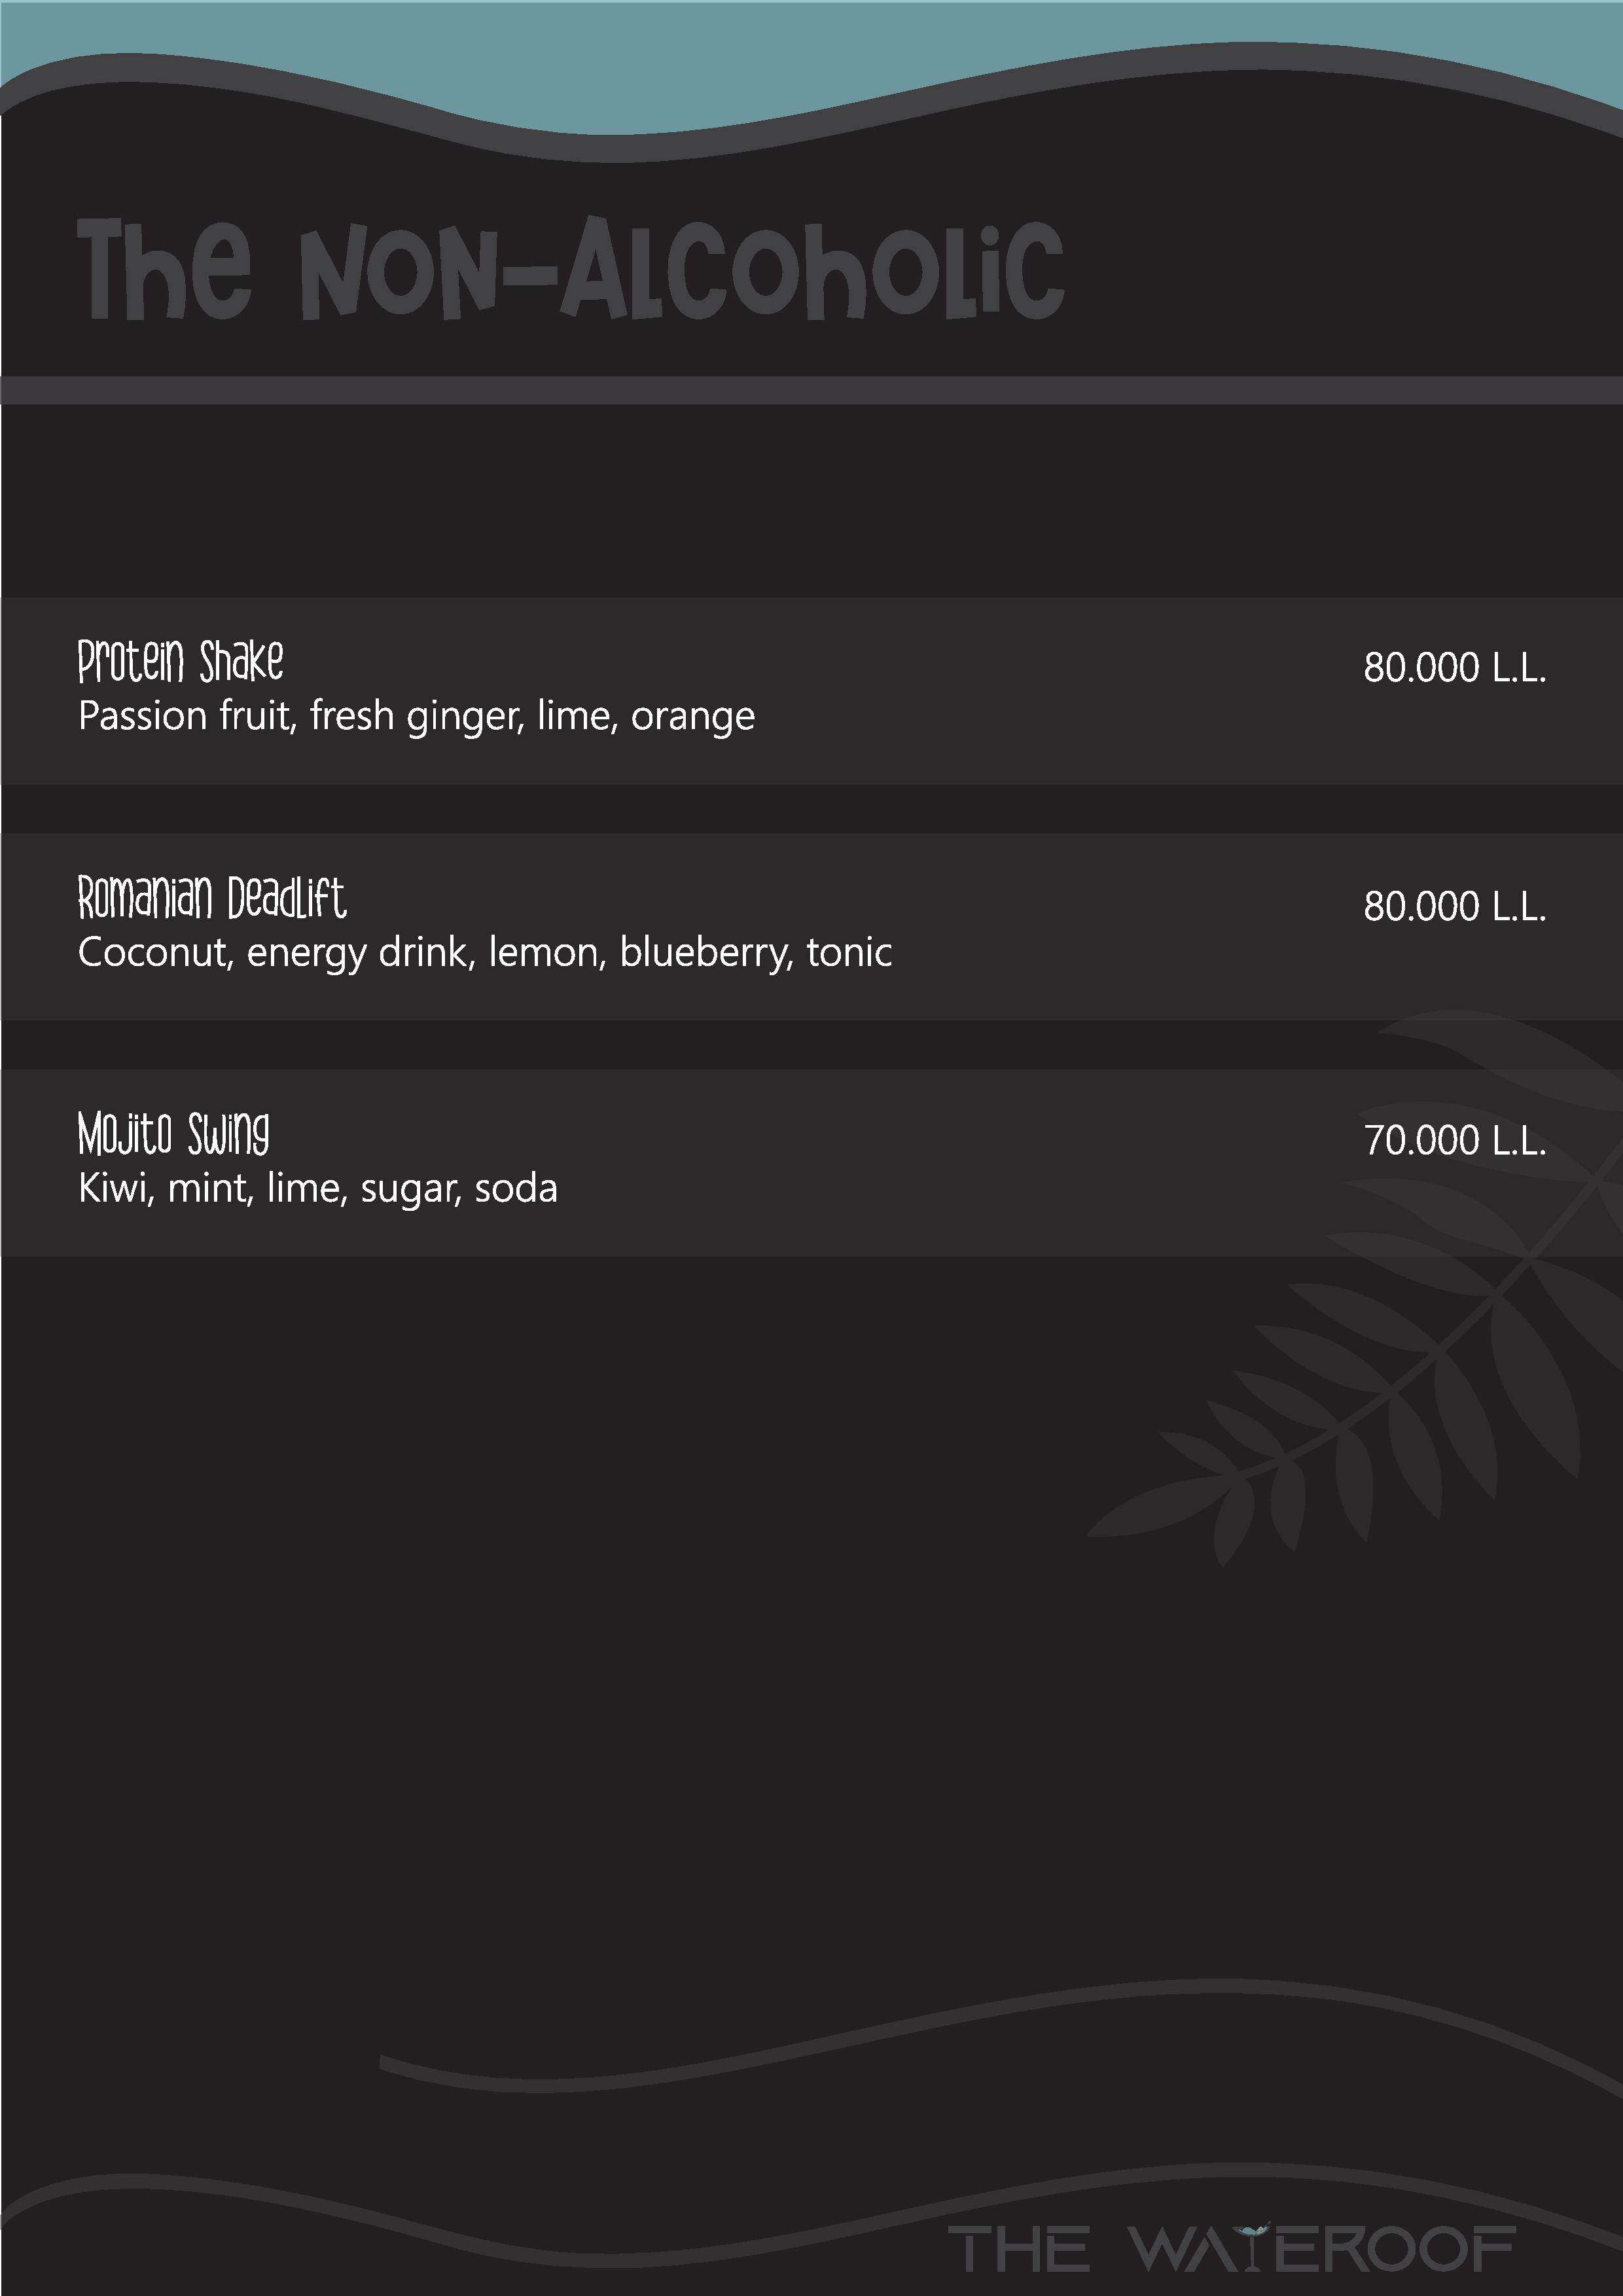 The Non-Alcoholic
Protein Shake 80.000 L.L.
Passion fruit, fresh ginger, lime, orange
Romanian Deadlift 80.000 L.L.
Coconut, energy drink, lemon, blueberry, tonic
Mojito Swing 70.000 L.L.
Kiwi, mint, lime, sugar, soda
THE WATEROOF